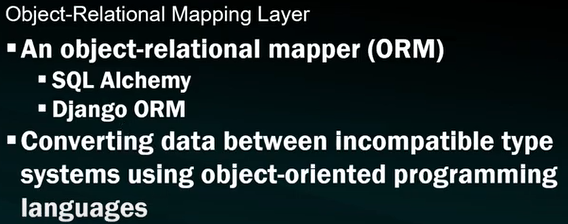 Object-Relational Mapping Layer
▪An object-relational mapper (ORM)
▪SQL Alchemy
▪Django ORM
▪Converting data between incompatible type
systems using object-oriented programming
languages